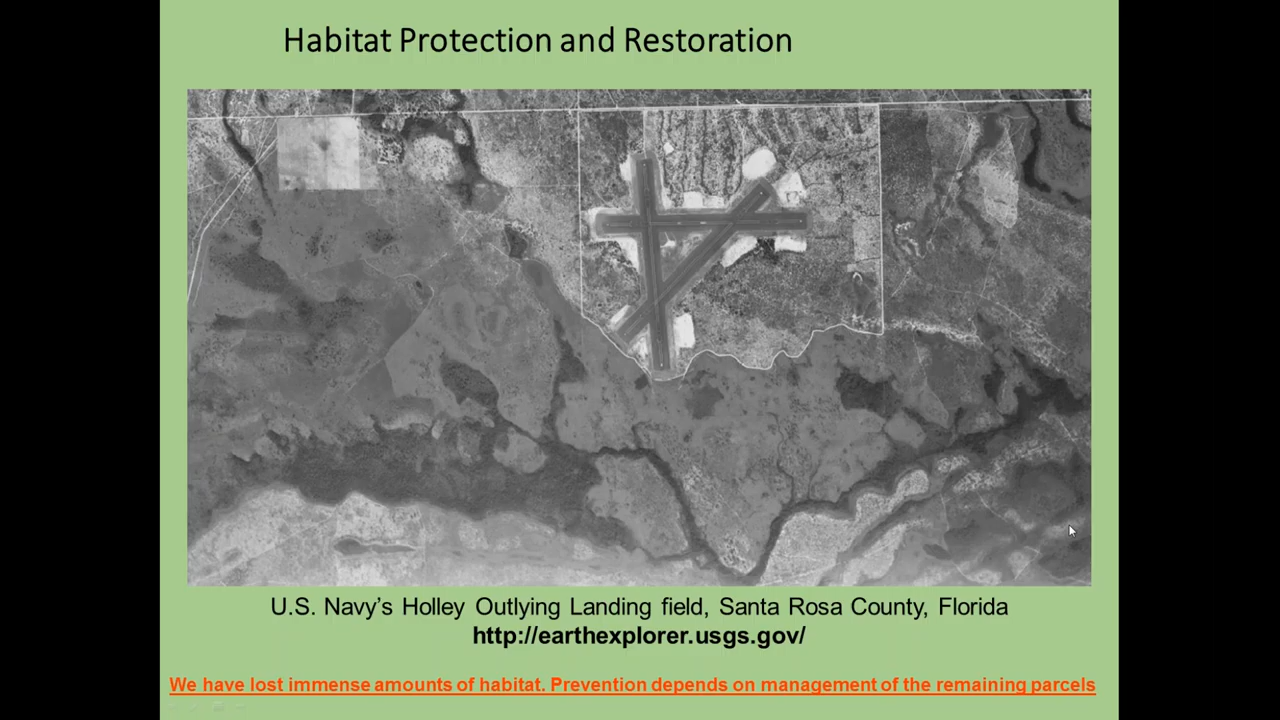 Habitat Protection and Restoration
U.S. Navy’s Holley Outlying Landing field, Santa Rosa County, Florida
http://earthexplorer.usgs.gov/
We have lost immense amounts of habitat. Prevention depends on management of the remaining parcels